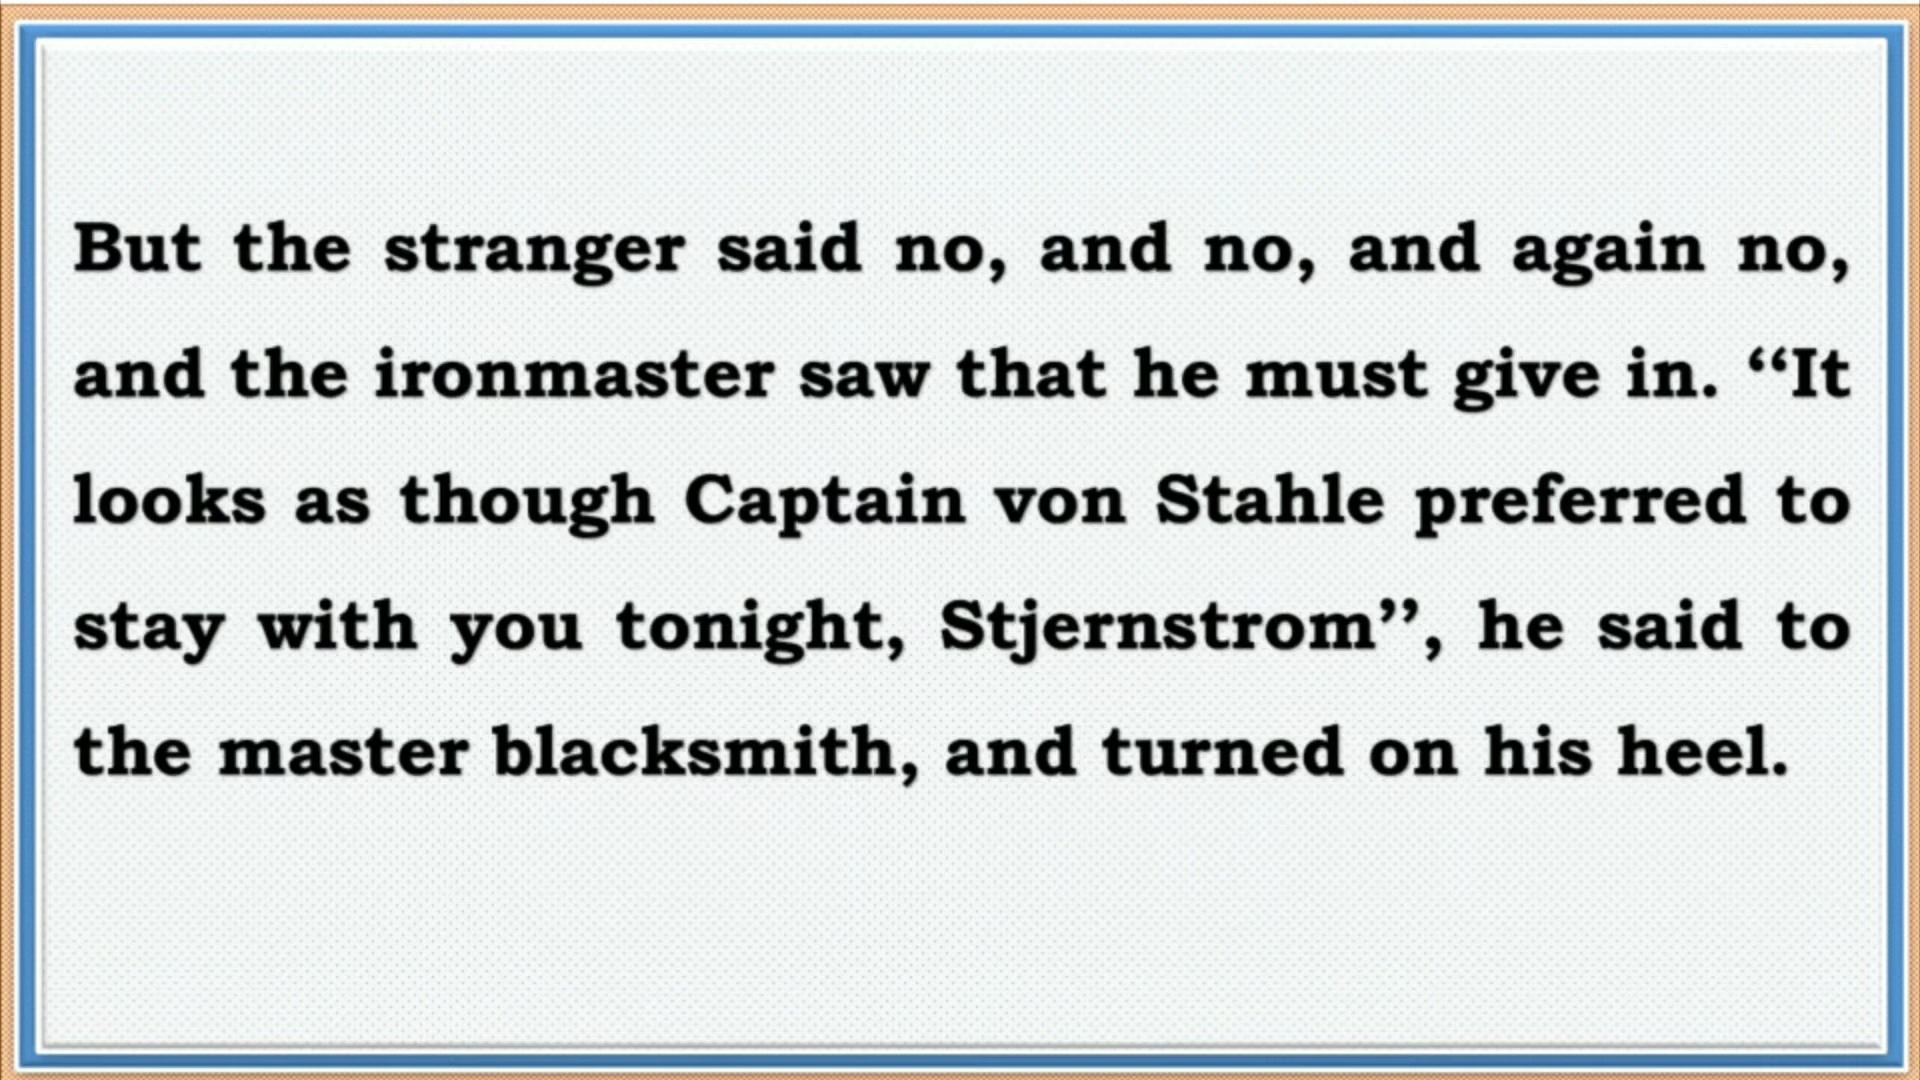 But the stranger said no, and no, and again no,
and the ironmaster saw that he must give in. “It
looks as though Captain von Stahle preferred to
stay with you tonight, Stjernstrom”, he said to
the master blacksmith, and turned on his heel.